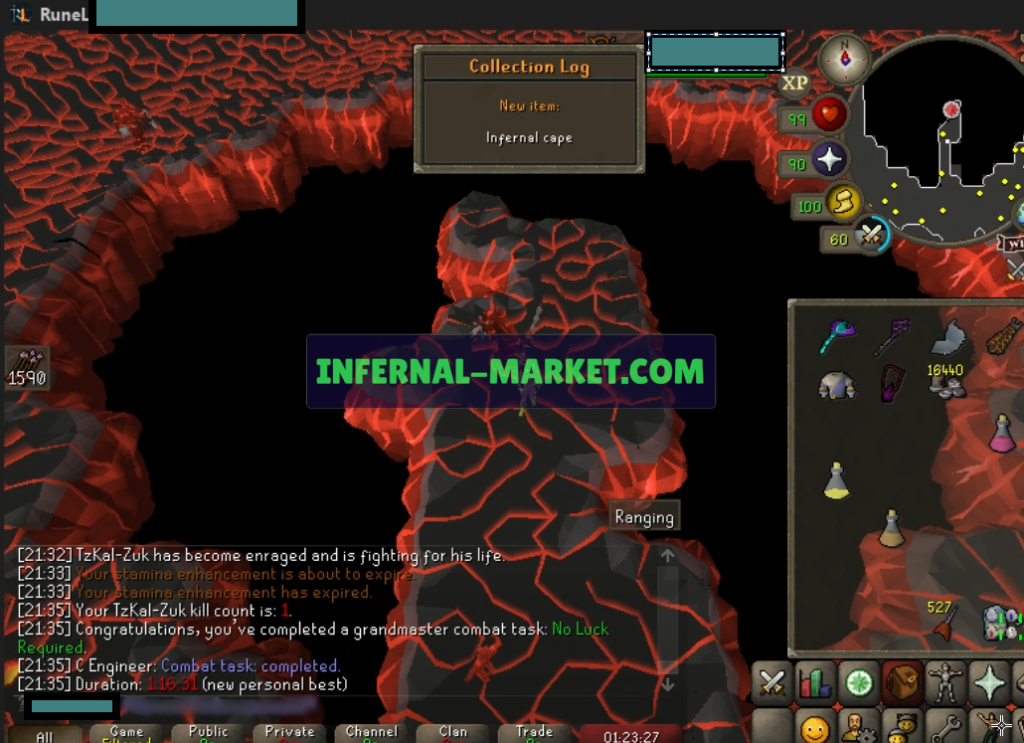 RuneL
Collection Log
New item:
Infernal cape
N
XP
99
90
100
60
1590
INFERNAL-MARKET.COM
16440
Ranging
527
[21:32] TzKal-Zuk has become enraged and is fighting for his life.
[21:33] Your stamina enhancement is about to expire.
[21:33] Your stamina enhancement has expired.
[21:35] Your TzKal-Zuk kill count is: 1.
[21:35] Congratulations, you've completed a grandmaster combat task: No Luck
Required.
[21:35] C Engineer: Combat task: completed.
[21:35] Duration: 1:16:31 (new personal best)
All
Game
Filtered
Public
Private
Channel
Clan
Trade
01:23:27